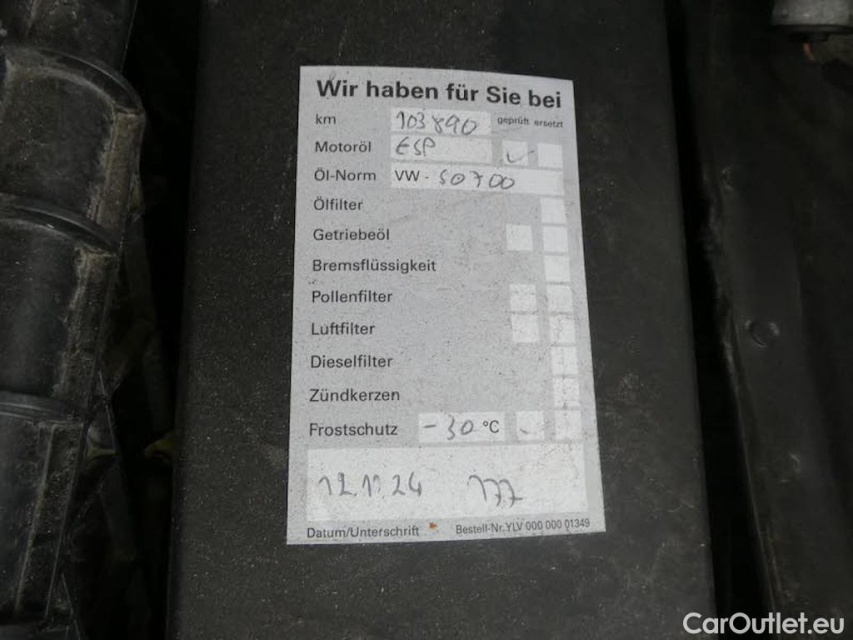 Wir haben für Sie bei
km 103890 geprüft ersetzt
Motoröl ESP
Öl-Norm VW - 50700
Ölfilter
Getriebeöl
Bremsflüssigkeit
Pollenfilter
Luftfilter
Dieselfilter
Zündkerzen
Frostschutz -30 °C
12.11.24
Datum/Unterschrift Bestell-Nr. YLV 000 000 01349
CarOutlet.eu